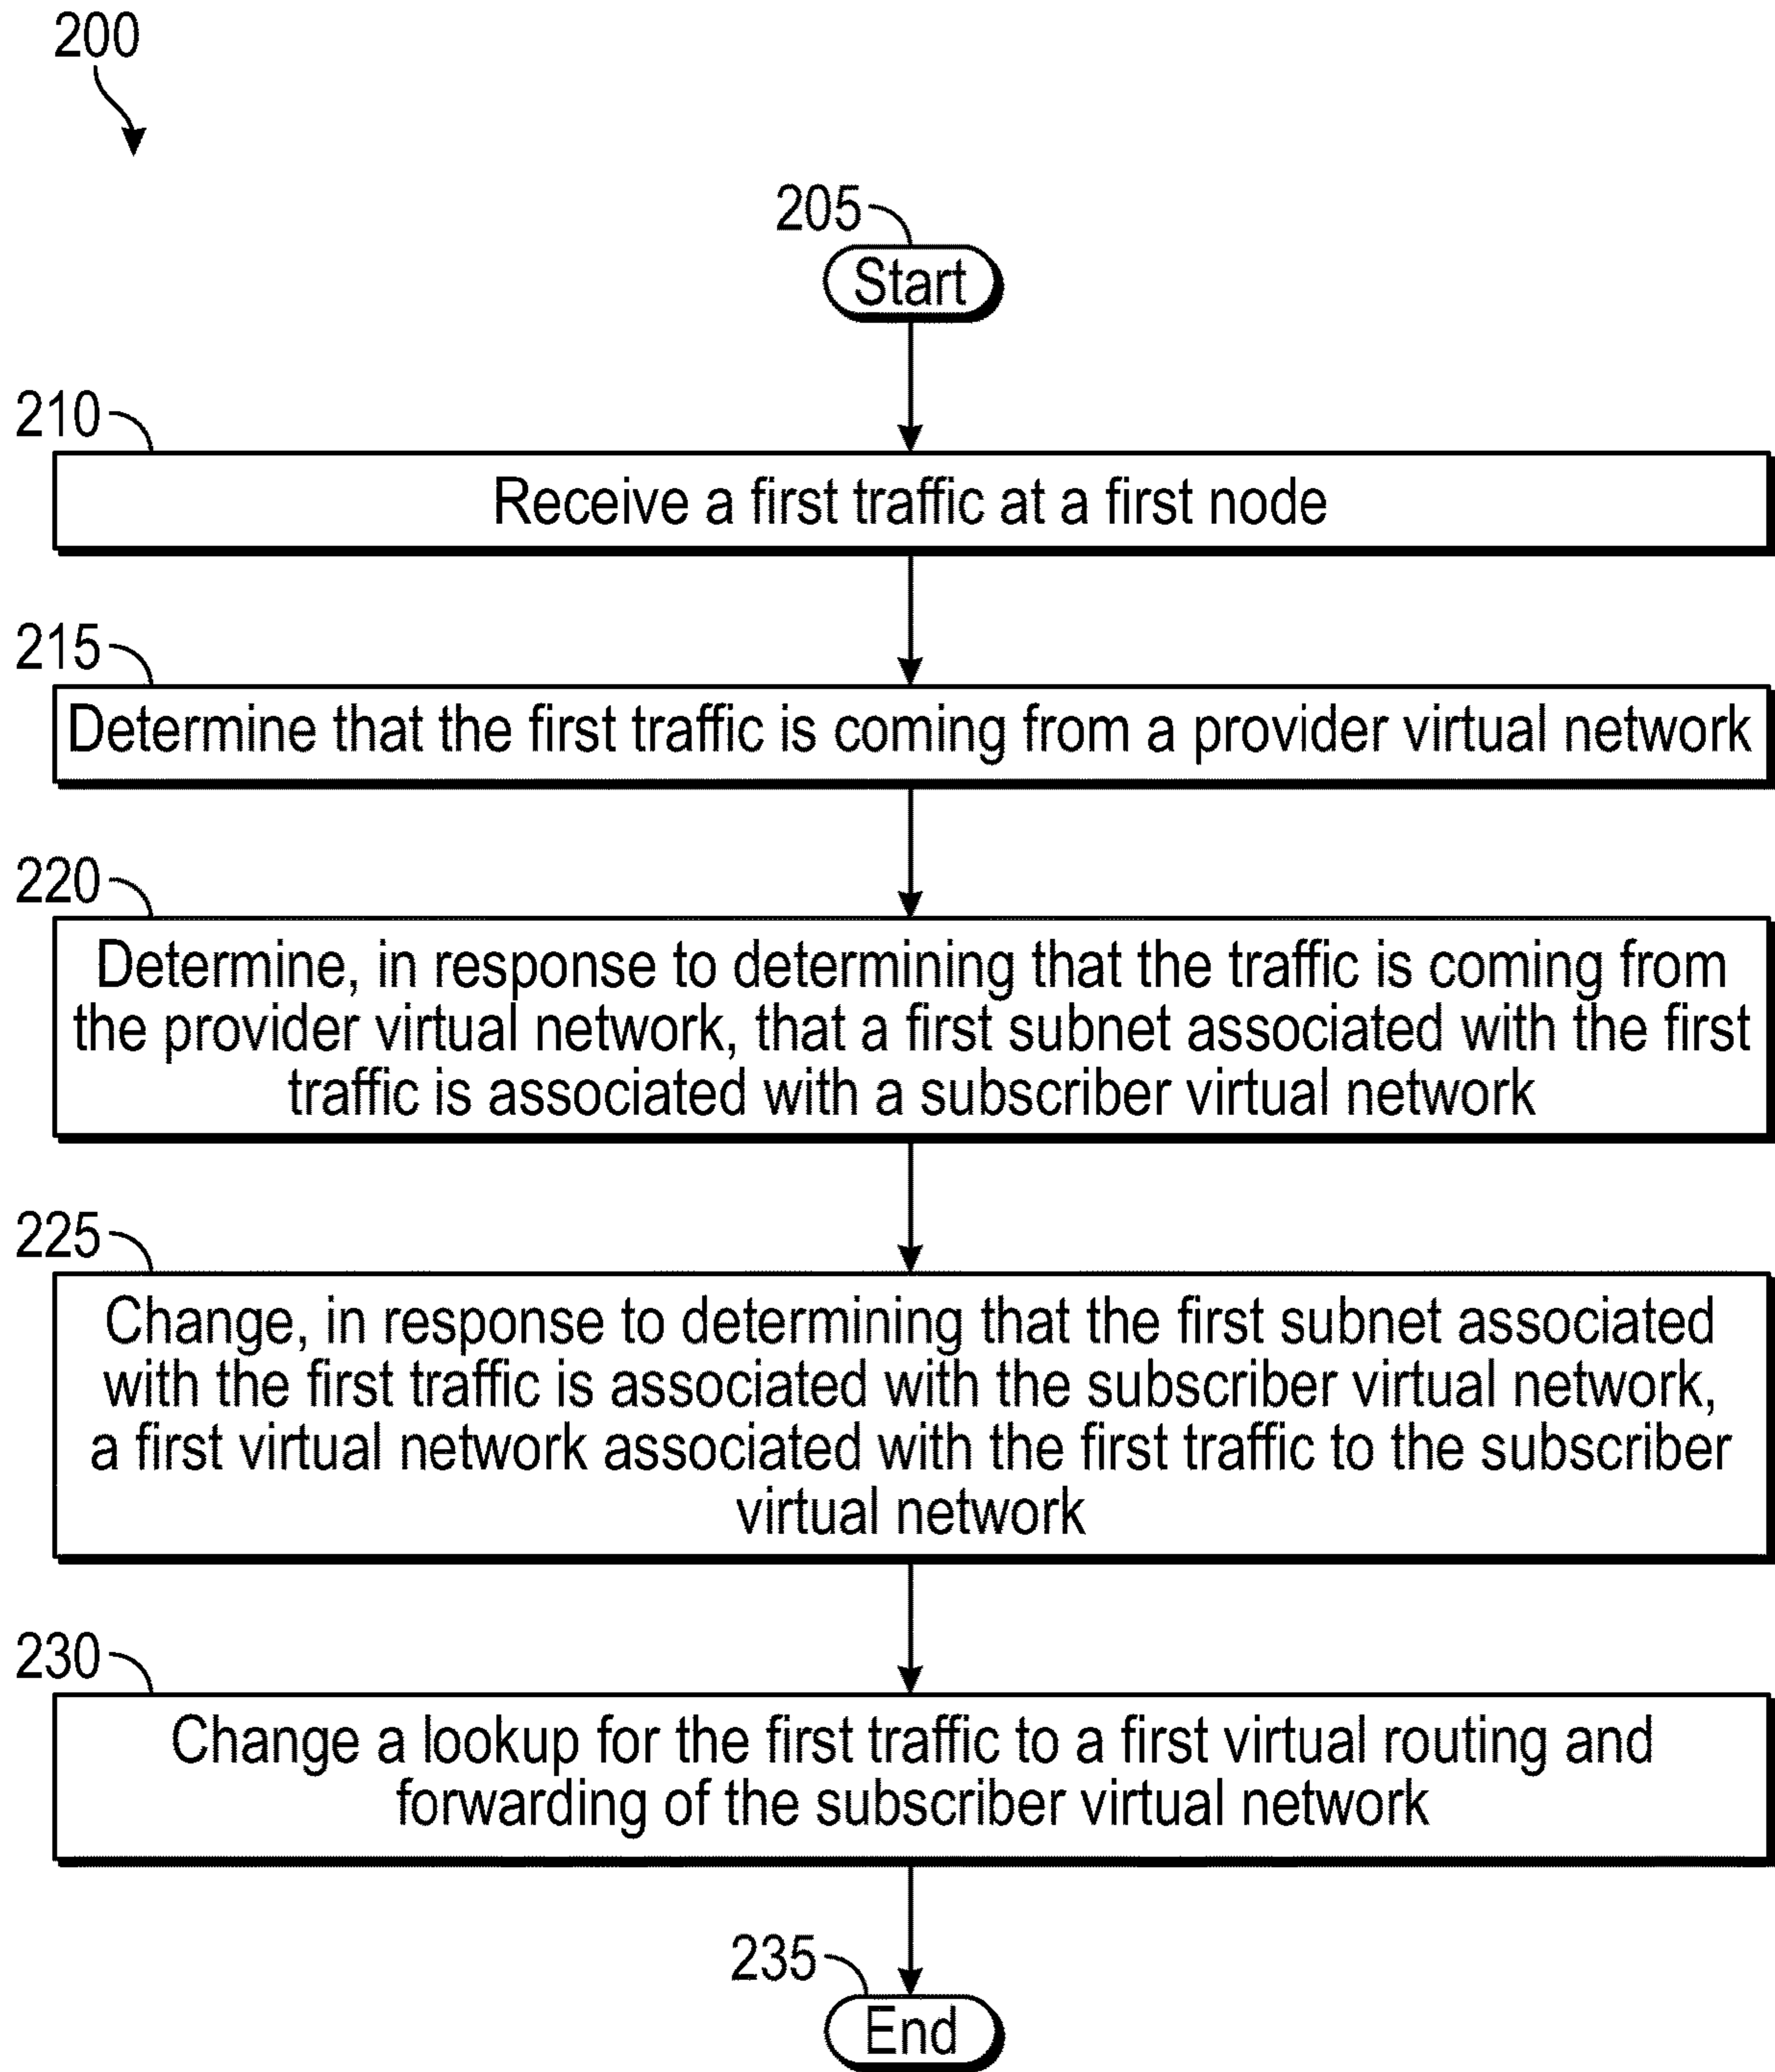 200
205
Start
210
Receive a first traffic at a first node
215
Determine that the first traffic is coming from a provider virtual network
220
Determine, in response to determining that the traffic is coming from
the provider virtual network, that a first subnet associated with the first
traffic is associated with a subscriber virtual network
225
Change, in response to determining that the first subnet associated
with the first traffic is associated with the subscriber virtual network,
a first virtual network associated with the first traffic to the subscriber
virtual network
230
Change a lookup for the first traffic to a first virtual routing and
forwarding of the subscriber virtual network
235
End